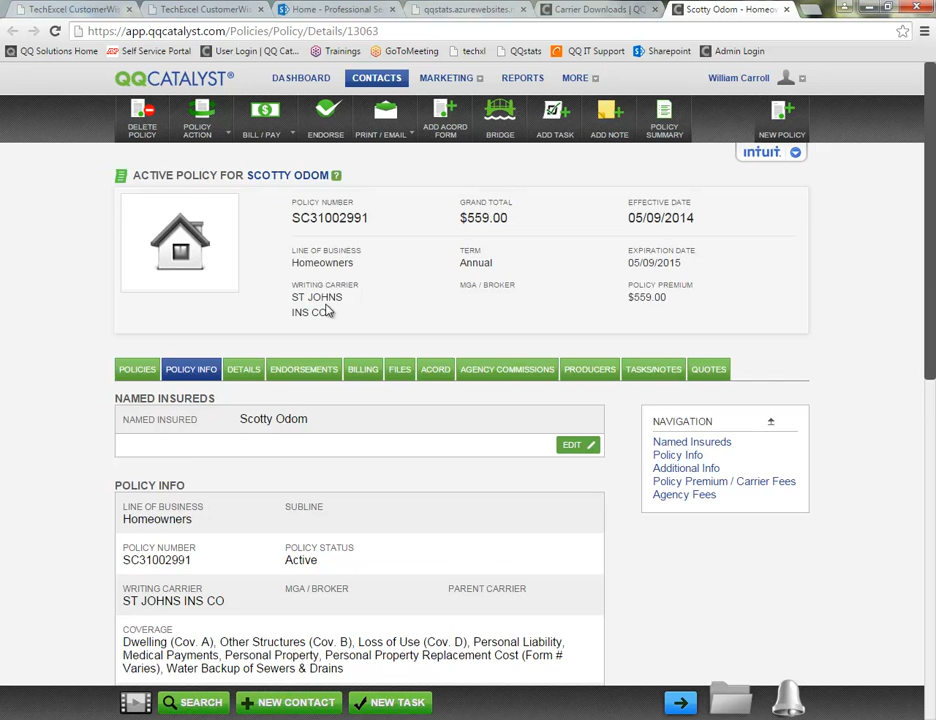 TechExcel CustomerWis
TechExcel CustomerWis
Home - Professional Se
qqstats.azurewebsites.n
Carrier Downloads | QQ
Scotty Odom - Homeow
https://app.qqcatalyst.com/Policies/Policy/Details/13063
QQ Solutions Home
Self Service Portal
User Login | QQ Cat...
Trainings
GoToMeeting
techxl
QQstats
QQ IT Support
Sharepoint
Admin Login
QQCATALYST®
DASHBOARD
CONTACTS
MARKETING
REPORTS
MORE
William Carroll
DELETE POLICY
POLICY ACTION
BILL / PAY
ENDORSE
PRINT / EMAIL
ADD ACORD FORM
BRIDGE
ADD TASK
ADD NOTE
POLICY SUMMARY
NEW POLICY
intuit.
ACTIVE POLICY FOR SCOTTY ODOM ?
POLICY NUMBER
SC31002991
GRAND TOTAL
$559.00
EFFECTIVE DATE
05/09/2014
LINE OF BUSINESS
Homeowners
TERM
Annual
EXPIRATION DATE
05/09/2015
WRITING CARRIER
ST JOHNS
INS CO
MGA / BROKER
POLICY PREMIUM
$559.00
POLICIES
POLICY INFO
DETAILS
ENDORSEMENTS
BILLING
FILES
ACORD
AGENCY COMMISSIONS
PRODUCERS
TASKS/NOTES
QUOTES
NAMED INSUREDS
NAMED INSURED Scotty Odom
EDIT
NAVIGATION
Named Insureds
Policy Info
Additional Info
Policy Premium / Carrier Fees
Agency Fees
POLICY INFO
LINE OF BUSINESS
Homeowners
SUBLINE
POLICY NUMBER
SC31002991
POLICY STATUS
Active
WRITING CARRIER
ST JOHNS INS CO
MGA / BROKER
PARENT CARRIER
COVERAGE
Dwelling (Cov. A), Other Structures (Cov. B), Loss of Use (Cov. D), Personal Liability,
Medical Payments, Personal Property, Personal Property Replacement Cost (Form #
Varies), Water Backup of Sewers & Drains
SEARCH
NEW CONTACT
NEW TASK